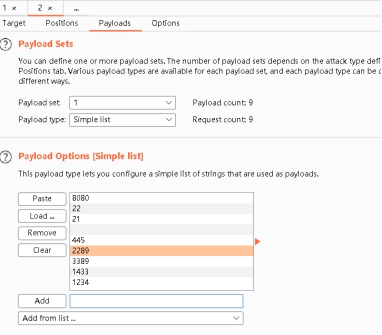 1 × 2 × ...
Target Positions Payloads Options
Payload Sets
You can define one or more payload sets. The number of payload sets depends on the attack type defi
Positions tab. Various payload types are available for each payload set, and each payload type can be c
different ways.
Payload set: 1 Payload count: 9
Payload type: Simple list Request count: 9
Payload Options [Simple list]
This payload type lets you configure a simple list of strings that are used as payloads.
Paste
Load ...
Remove
Clear
8080
22
21
445
2289
3389
1433
1234
Add
Add from list ...